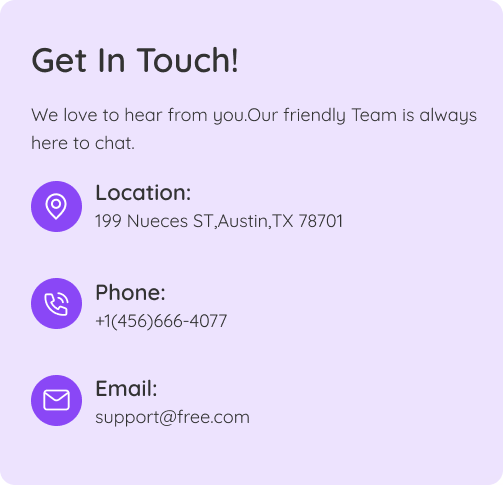 Get In Touch!
We love to hear from you.Our friendly Team is always
here to chat.
Location:
199 Nueces ST,Austin,TX 78701
Phone:
+1(456)666-4077
Email:
support@free.com